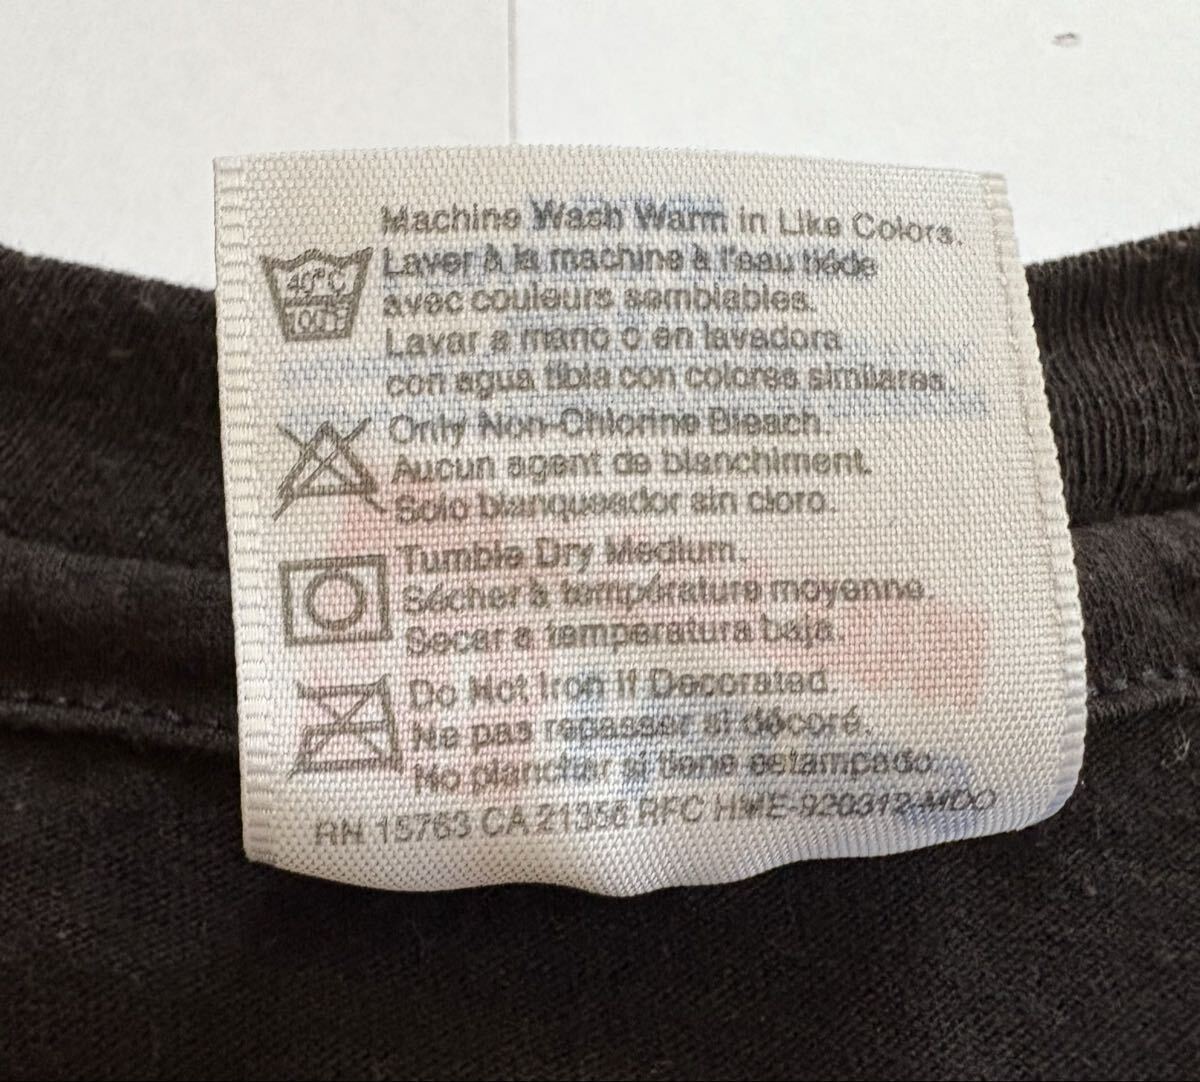 Machine Wash Warm in Like Colors.
Laver à la machine à l'eau tiède
avec couleurs semblables.
Lavar a mano o en lavadora
con agua tibia con colores similares.
40°C
100°F
Only Non-Chlorine Bleach.
Aucun agent de blanchiment.
Solo blanqueador sin cloro.
Tumble Dry Medium.
Sécher à température moyenne.
Secar a temperatura baja.
Do Not Iron If Decorated.
Ne pas repasser si décoré.
No planchar si tiene estampado.
RN 15763 CA 21356 RFC HME-920312-MDO